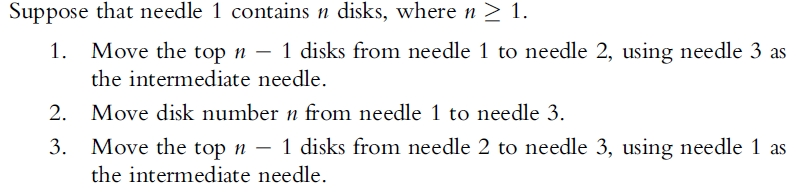 Suppose that needle 1 contains n disks, where n ≥ 1.
1. Move the top n − 1 disks from needle 1 to needle 2, using needle 3 as
the intermediate needle.
2. Move disk number n from needle 1 to needle 3.
3. Move the top n − 1 disks from needle 2 to needle 3, using needle 1 as
the intermediate needle.